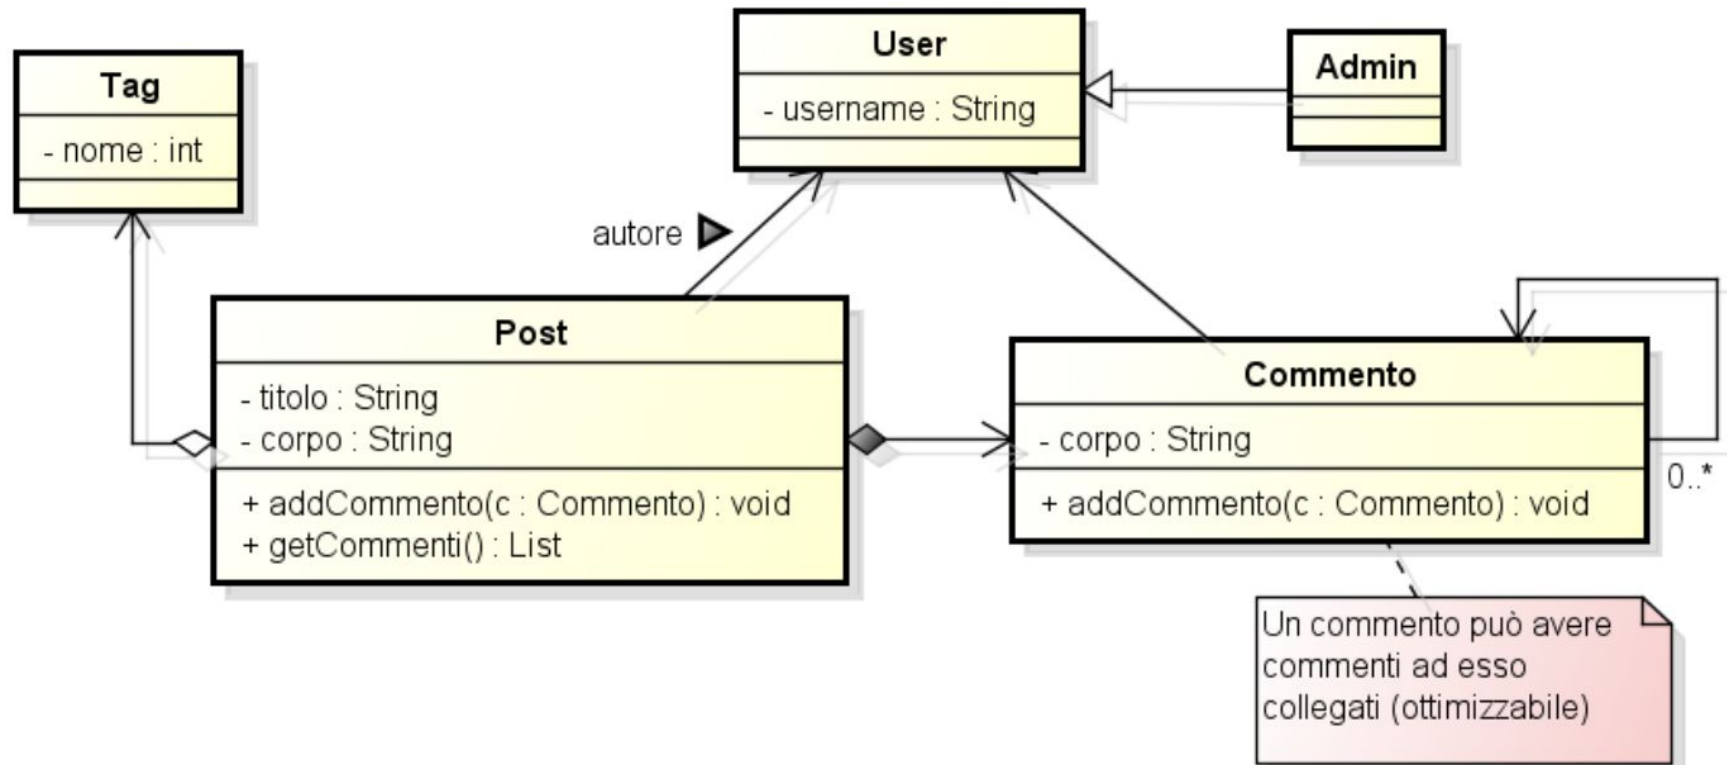 Tag
- nome : int
User
- username : String
Admin
autore
Post
- titolo : String
- corpo : String
+ addCommento(c : Commento) : void
+ getCommenti() : List
Commento
- corpo : String
+ addCommento(c : Commento) : void
0..*
Un commento può avere
commenti ad esso
collegati (ottimizzabile)